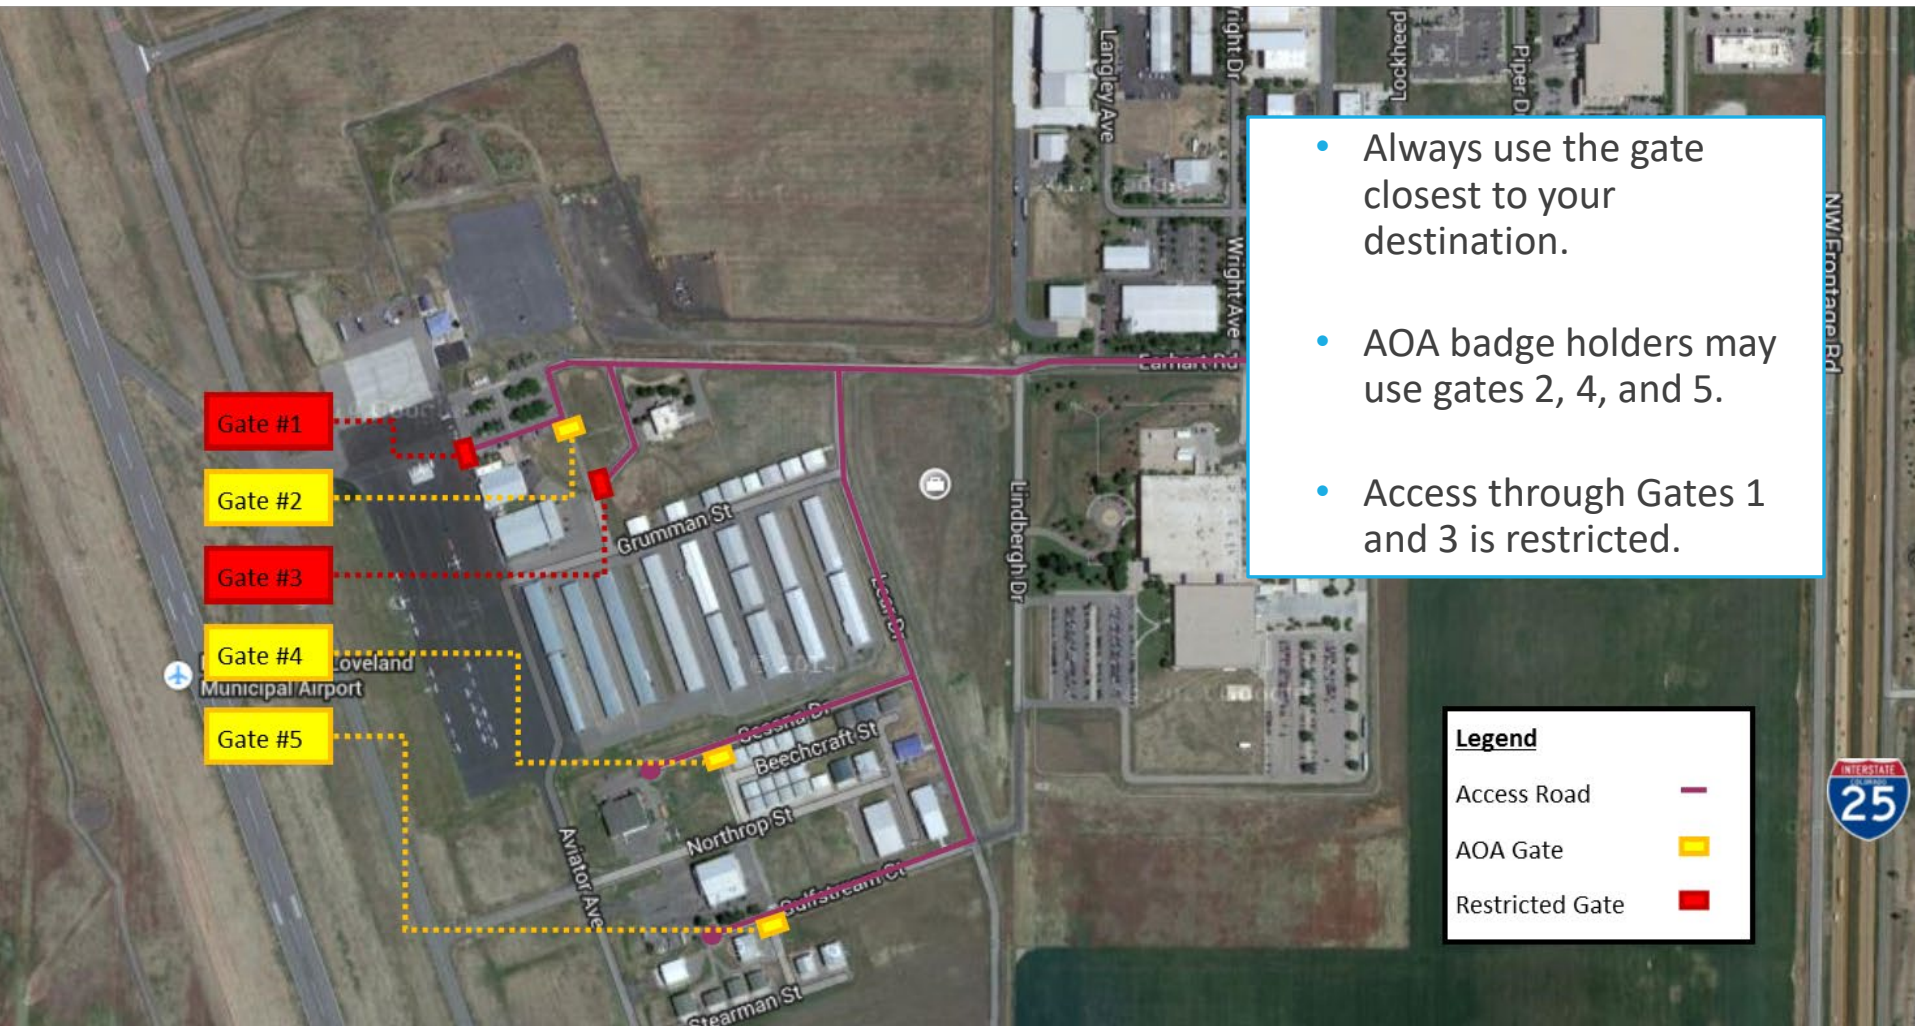 Langley Ave
Wright Dr
Lockheed
Piper D
• Always use the gate
closest to your
destination.
• AOA badge holders may
use gates 2, 4, and 5.
• Access through Gates 1
and 3 is restricted.
NW Frontage Rd
Wright Ave
Earhart Rd
Gate #1
Gate #2
Gate #3
Gate #4
Gate #5
Loveland
Municipal Airport
Grumman St
Lindbergh Dr
Lear Dr
Cessna Dr
Beechcraft St
Northrop St
Aviator Ave
Gulfstream Ct
Stearman St
Legend
Access Road
AOA Gate
Restricted Gate
INTERSTATE
COLORADO
25